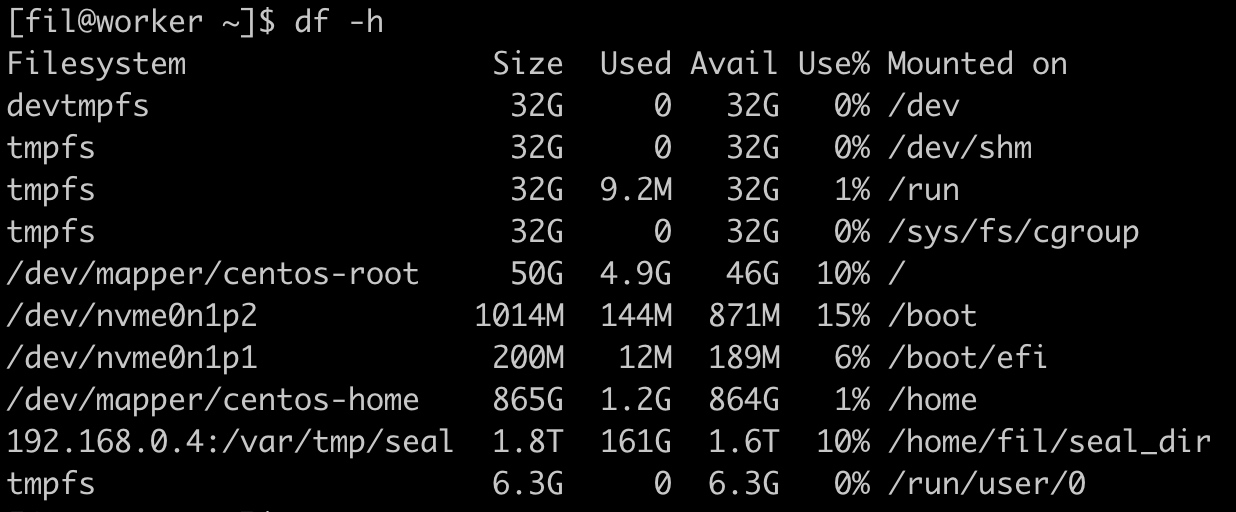 [fil@worker ~]$ df -h
Filesystem                 Size  Used Avail Use% Mounted on
devtmpfs                    32G     0   32G   0% /dev
tmpfs                       32G     0   32G   0% /dev/shm
tmpfs                       32G  9.2M   32G   1% /run
tmpfs                       32G     0   32G   0% /sys/fs/cgroup
/dev/mapper/centos-root     50G  4.9G   46G  10% /
/dev/nvme0n1p2            1014M  144M  871M  15% /boot
/dev/nvme0n1p1             200M   12M  189M   6% /boot/efi
/dev/mapper/centos-home    865G  1.2G  864G   1% /home
192.168.0.4:/var/tmp/seal  1.8T  161G  1.6T  10% /home/fil/seal_dir
tmpfs                      6.3G     0  6.3G   0% /run/user/0